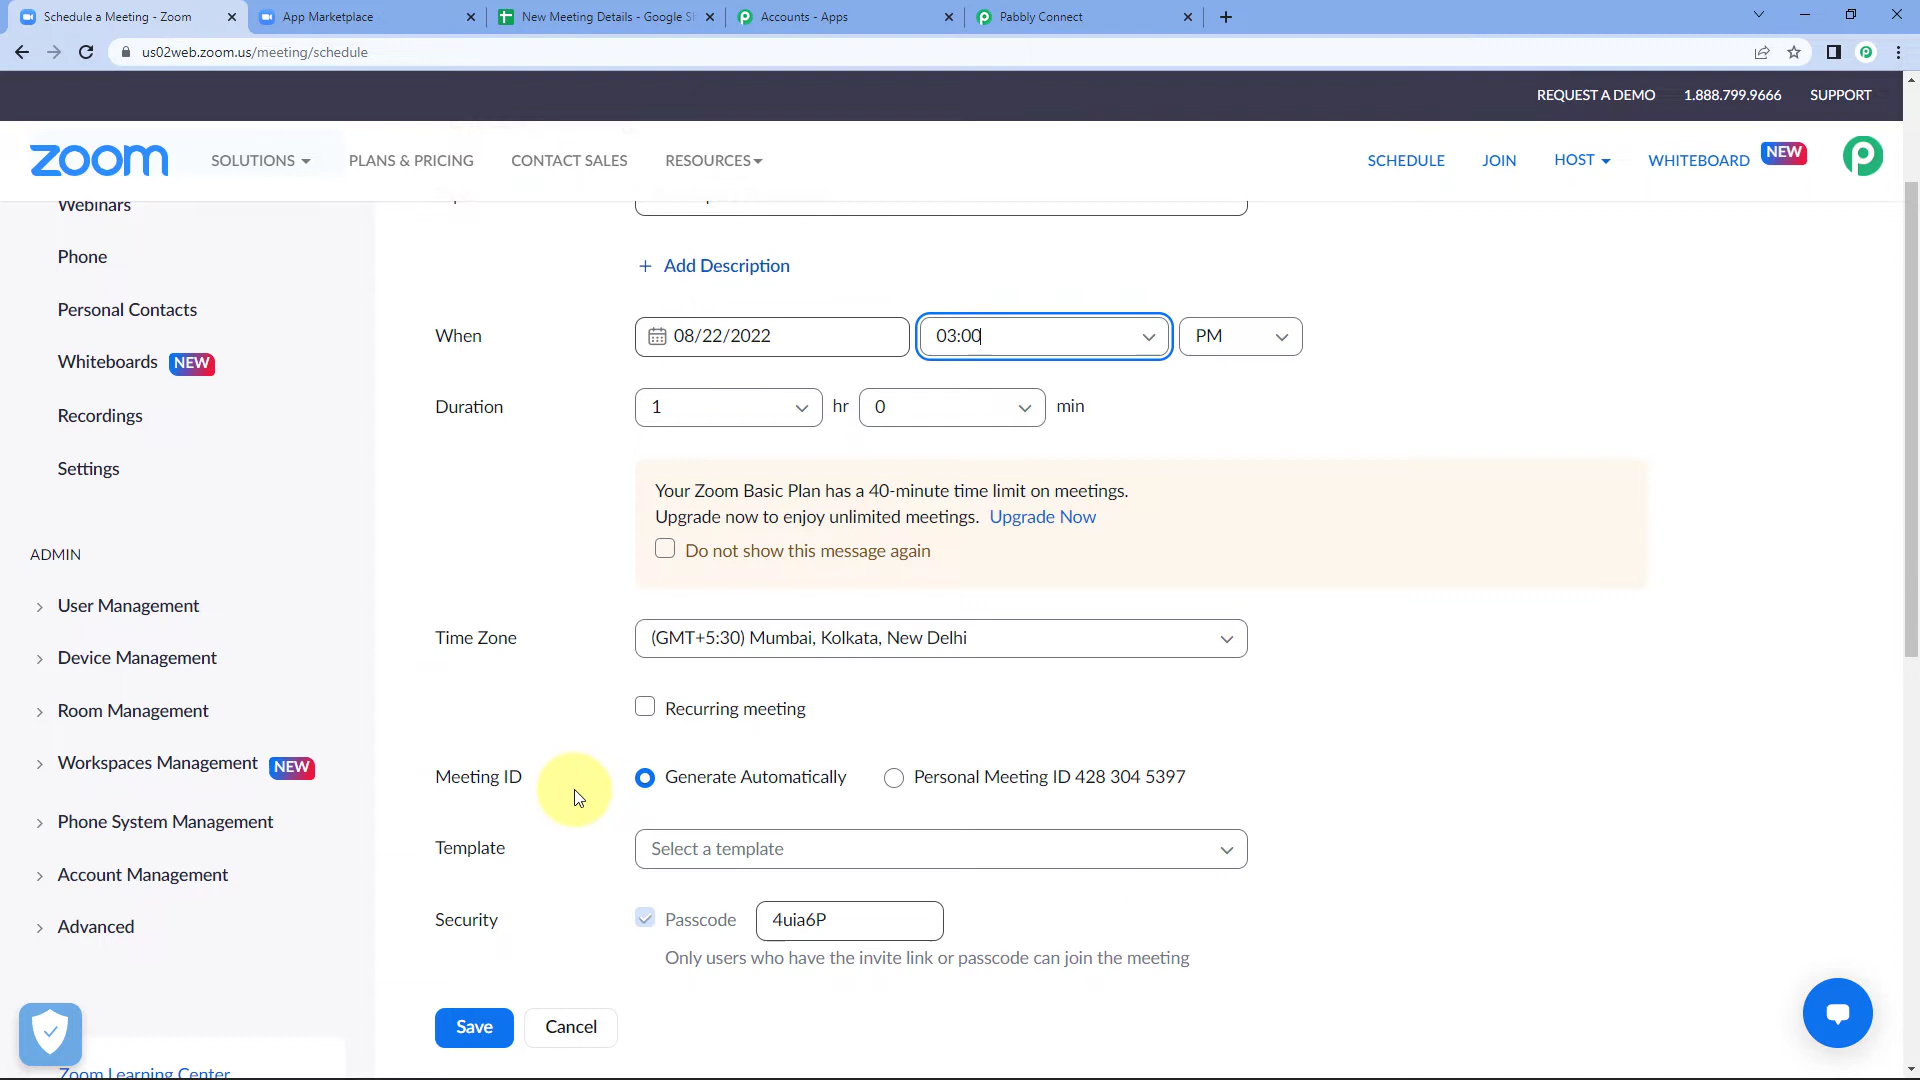 Schedule a Meeting - Zoom
App Marketplace
New Meeting Details - Google S
Accounts - Apps
Pabbly Connect
us02web.zoom.us/meeting/schedule
REQUEST A DEMO 1.888.799.9666 SUPPORT
zoom SOLUTIONS PLANS & PRICING CONTACT SALES RESOURCES SCHEDULE JOIN HOST WHITEBOARD NEW
Webinars
Phone
Personal Contacts
Whiteboards NEW
Recordings
Settings
ADMIN
User Management
Device Management
Room Management
Workspaces Management NEW
Phone System Management
Account Management
Advanced
Zoom Learning Center
+ Add Description
When 08/22/2022 03:00 PM
Duration 1 hr 0 min
Your Zoom Basic Plan has a 40-minute time limit on meetings.
Upgrade now to enjoy unlimited meetings. Upgrade Now
Do not show this message again
Time Zone (GMT+5:30) Mumbai, Kolkata, New Delhi
Recurring meeting
Meeting ID Generate Automatically Personal Meeting ID 428 304 5397
Template Select a template
Security Passcode 4uia6P
Only users who have the invite link or passcode can join the meeting
Save Cancel